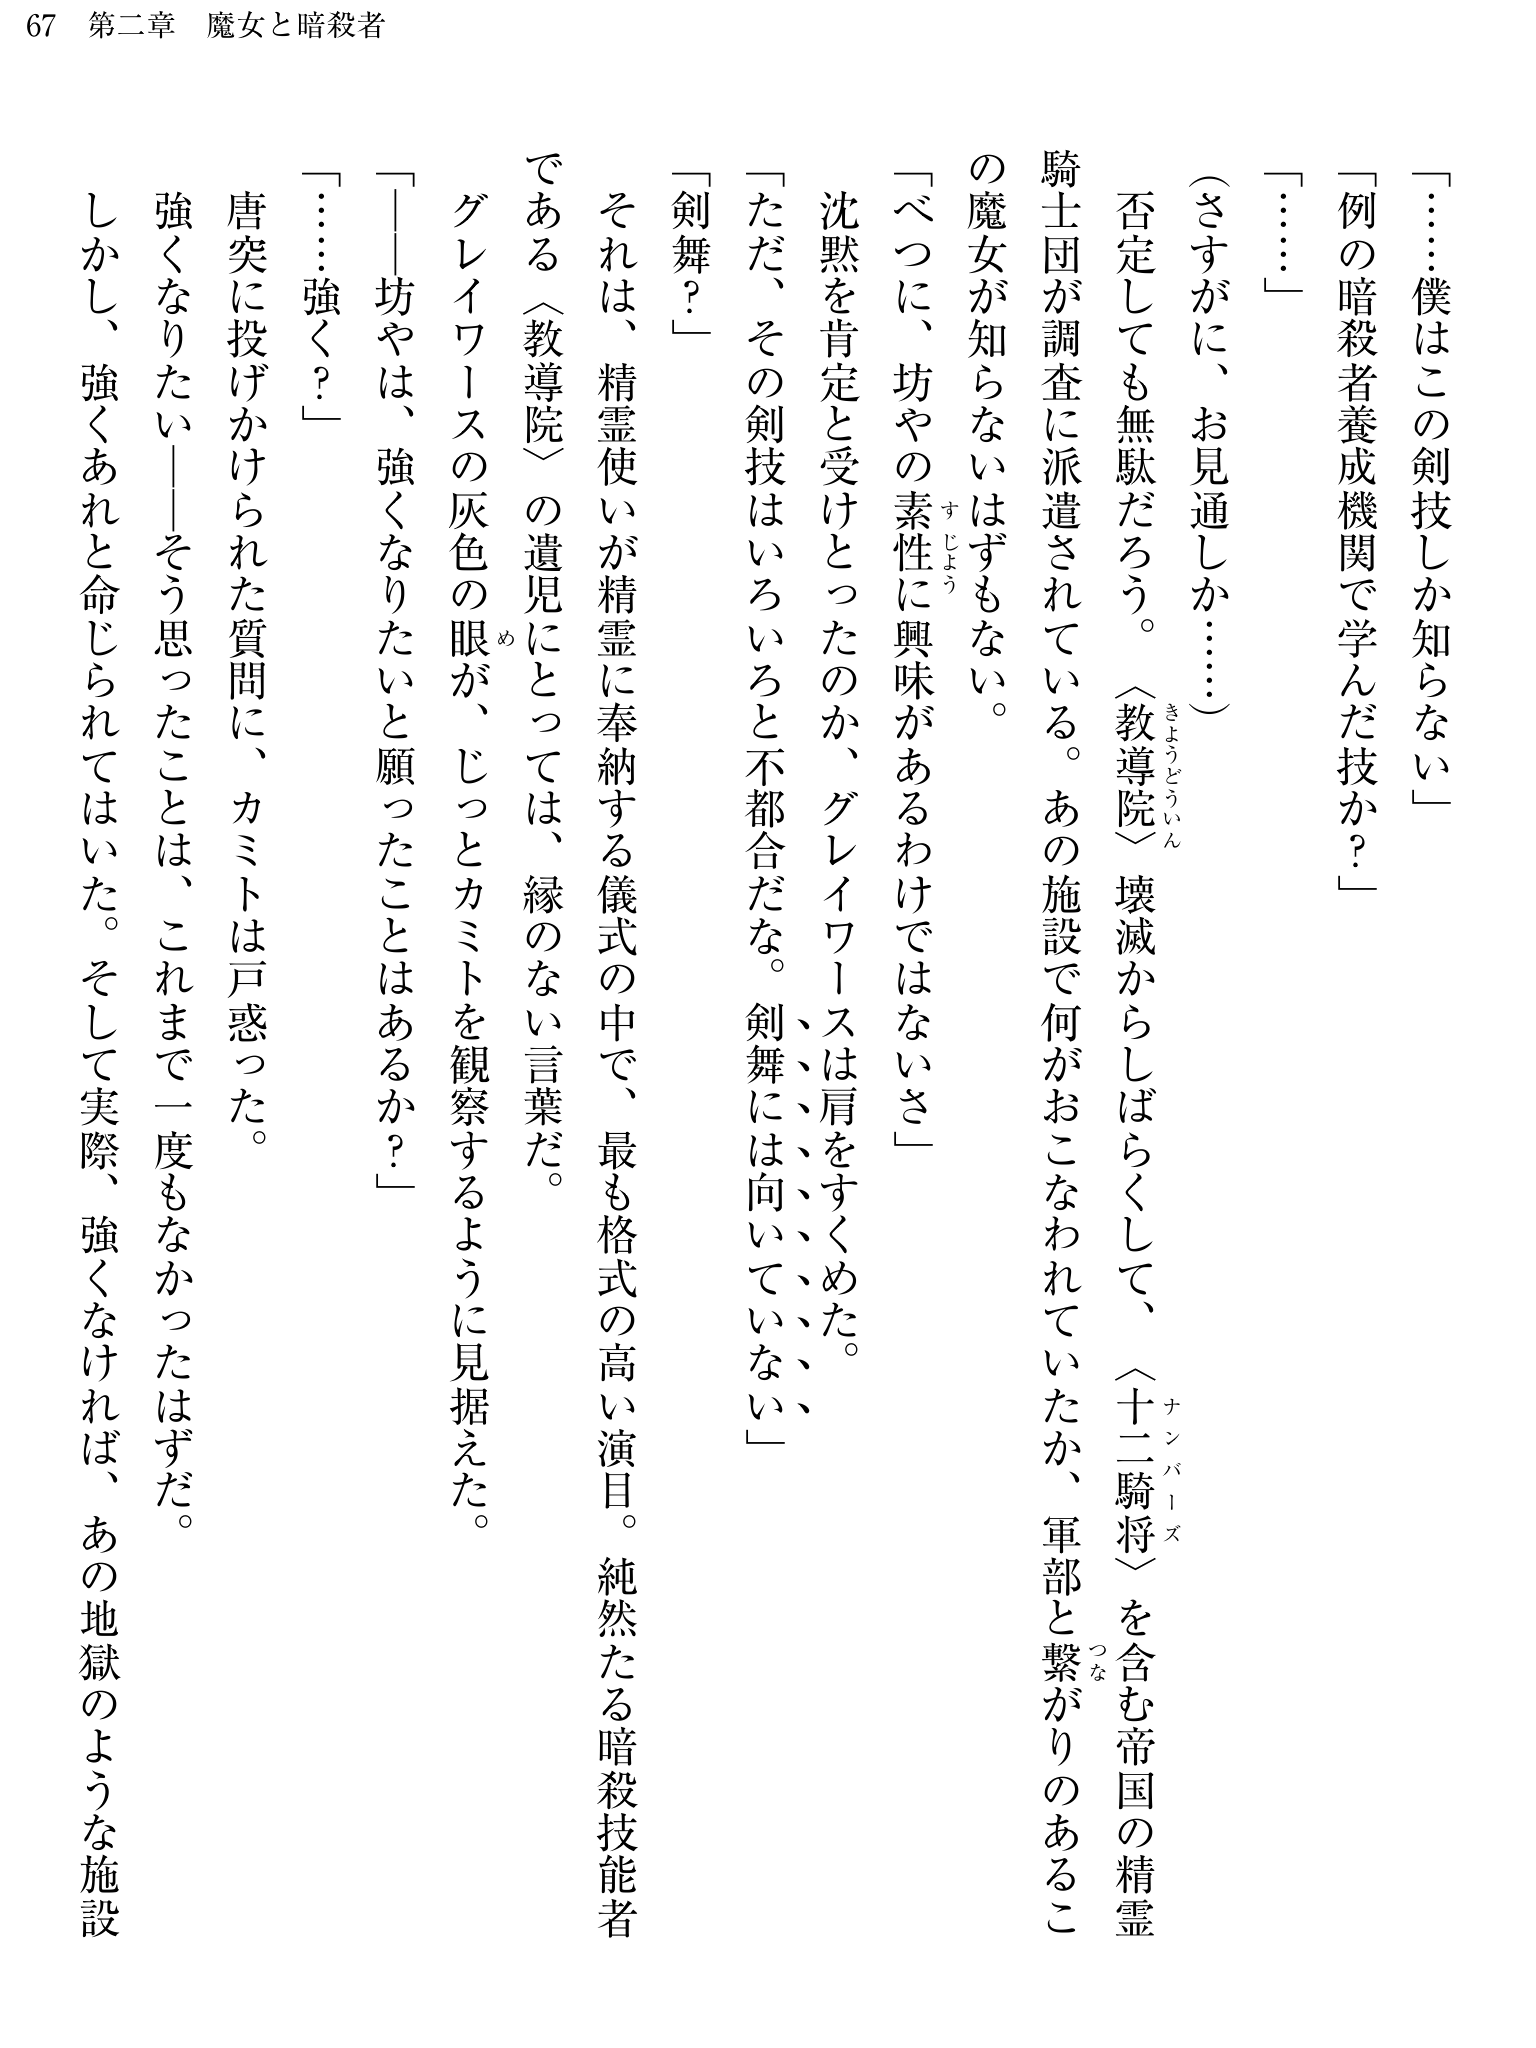 67 第二章 魔女と暗殺者
「……僕はこの剣技しか知らない」
「例の暗殺者養成機関で学んだ技か?」
「……」
(さすがに、お見通しか……)
否定しても無駄だろう。〈教導院〉壊滅からしばらくして、〈十二騎将〉を含む帝国の精霊
きょうどういん
ナンバーズ
騎士団が調査に派遣されている。あの施設で何がおこなわれていたか、軍部と繋がりのあるこ
つな
の魔女が知らないはずもない。
「べつに、坊やの素性に興味があるわけではないさ」
すじょう
沈黙を肯定と受けとったのか、グレイワースは肩をすくめた。
「ただ、その剣技はいろいろと不都合だな。剣舞には向いていない」
「剣舞?」
それは、精霊使いが精霊に奉納する儀式の中で、最も格式の高い演目。純然たる暗殺技能者
である〈教導院〉の遺児にとっては、縁のない言葉だ。
グレイワースの灰色の眼が、じっとカミトを観察するように見据えた。
め
「――坊やは、強くなりたいと願ったことはあるか?」
「……強く?」
唐突に投げかけられた質問に、カミトは戸惑った。
強くなりたい――そう思ったことは、これまで一度もなかったはずだ。
しかし、強くあれと命じられてはいた。そして実際、強くなければ、あの地獄のような施設